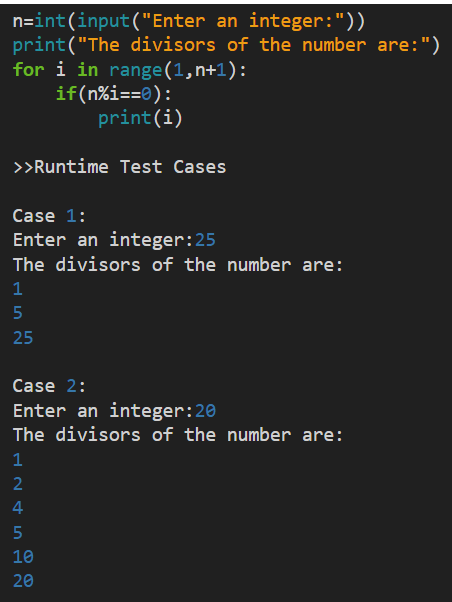 n=int(input("Enter an integer:"))
print("The divisors of the number are:")
for i in range(1,n+1):
    if(n%i==0):
        print(i)
>>Runtime Test Cases
Case 1:
Enter an integer:25
The divisors of the number are:
1
5
25
Case 2:
Enter an integer:20
The divisors of the number are:
1
2
4
5
10
20